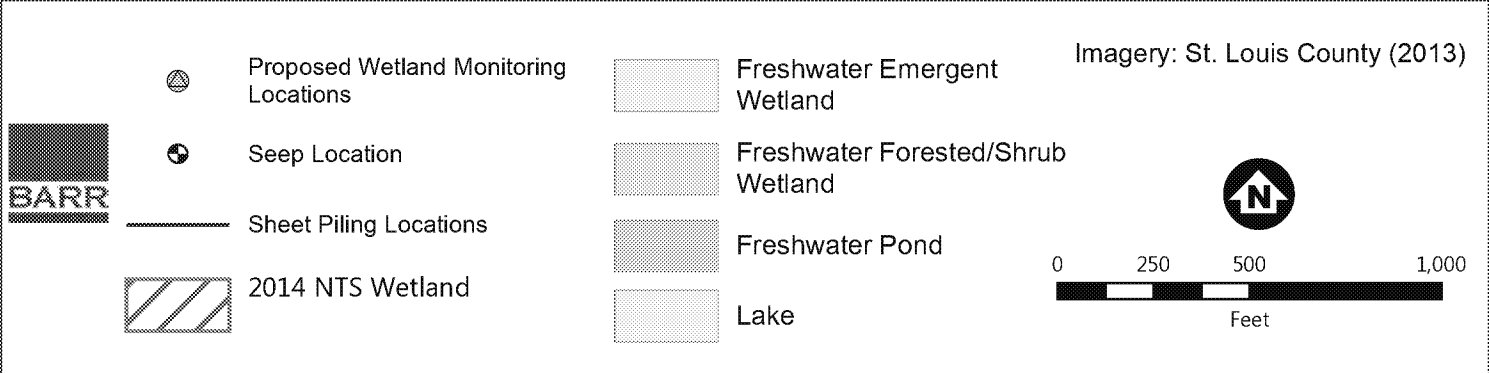 BARR
Proposed Wetland Monitoring
Locations
Seep Location
Sheet Piling Locations
2014 NTS Wetland
Freshwater Emergent
Wetland
Freshwater Forested/Shrub
Wetland
Freshwater Pond
Lake
Imagery: St. Louis County (2013)
N
0 250 500 1,000
Feet